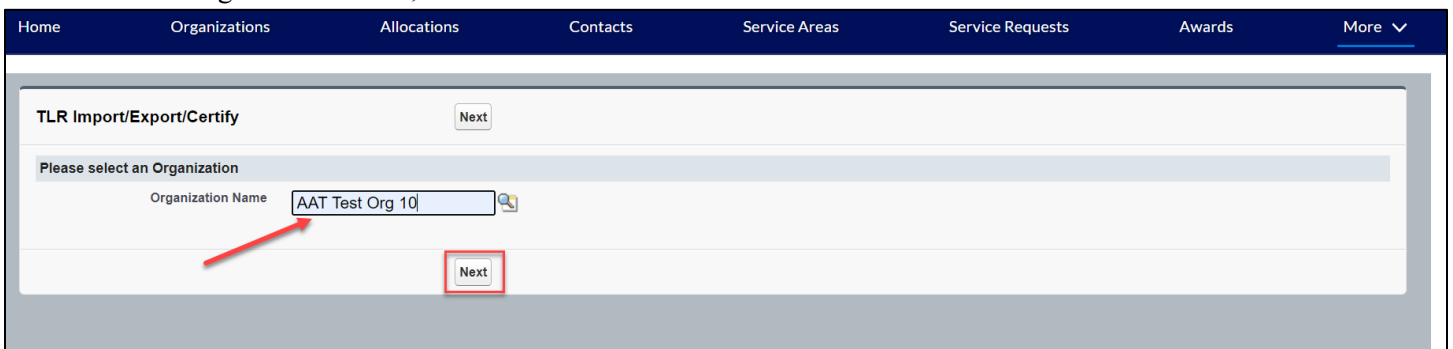 Home Organizations Allocations Contacts Service Areas Service Requests Awards More
TLR Import/Export/Certify Next
Please select an Organization
Organization Name AAT Test Org 10
Next